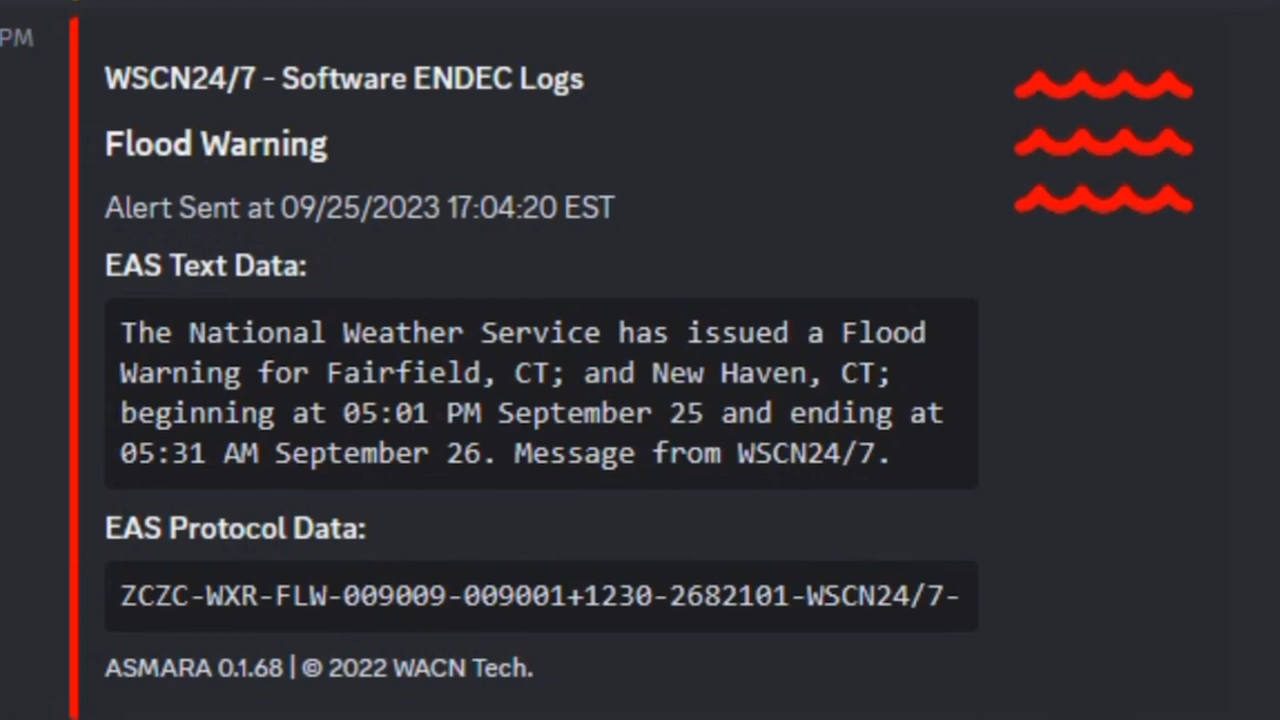 PM
WSCN24/7 - Software ENDEC Logs
Flood Warning
Alert Sent at 09/25/2023 17:04:20 EST
EAS Text Data:
The National Weather Service has issued a Flood
Warning for Fairfield, CT; and New Haven, CT;
beginning at 05:01 PM September 25 and ending at
05:31 AM September 26. Message from WSCN24/7.
EAS Protocol Data:
ZCZC-WXR-FLW-009009-009001+1230-2682101-WSCN24/7-
ASMARA 0.1.68 | © 2022 WACN Tech.